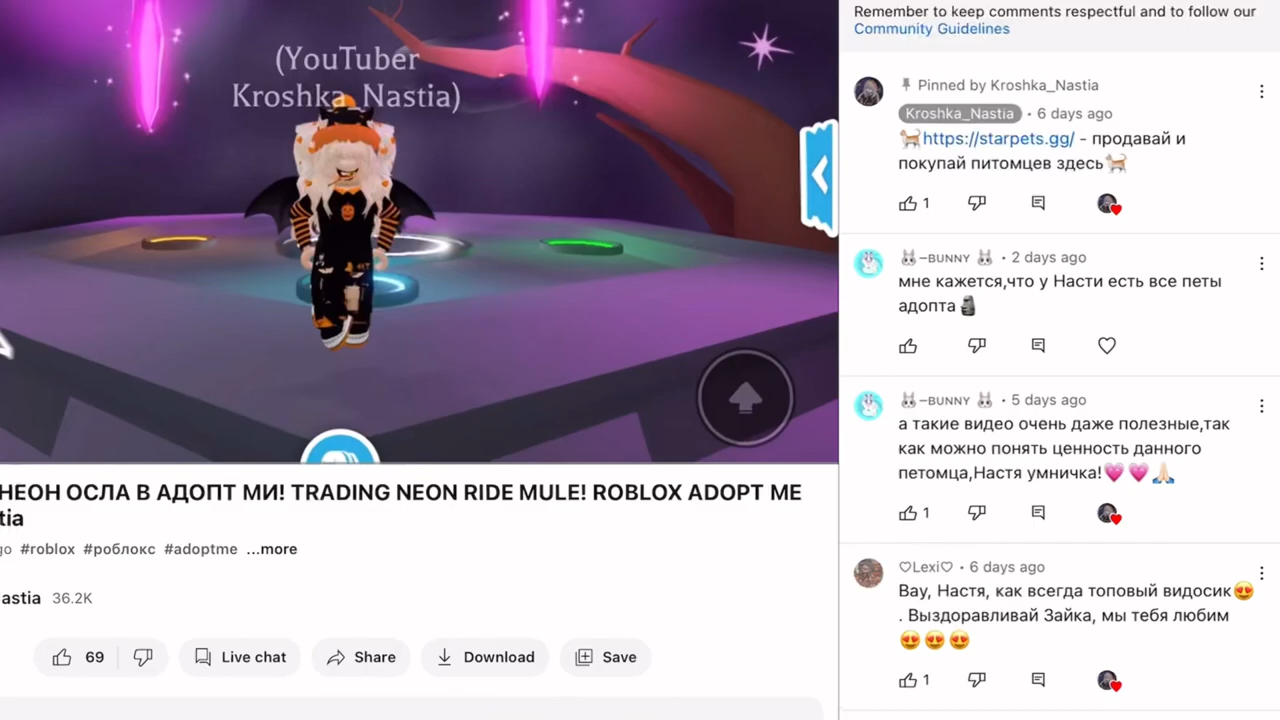 (YouTuber
Kroshka_Nastia)
НЕОН ОСЛА В АДОПТ МИ! TRADING NEON RIDE MULE! ROBLOX ADOPT ME
tia
go #roblox #роблокс #adoptme ...more
astia 36.2K
69 Live chat Share Download Save
Remember to keep comments respectful and to follow our
Community Guidelines
Pinned by Kroshka_Nastia
Kroshka_Nastia • 6 days ago
🐈https://starpets.gg/ - продавай и
покупай питомцев здесь🐈
1
🐰–BUNNY 🐰 • 2 days ago
мне кажется,что у Насти есть все петы
адопта🗿
🐰–BUNNY 🐰 • 5 days ago
а такие видео очень даже полезные,так
как можно понять ценность данного
петомца,Настя умничка!💗💗🙏🏻
1
♡Lexi♡ • 6 days ago
Вау, Настя, как всегда топовый видосик😍
. Выздоравливай Зайка, мы тебя любим
😍😍😍
1